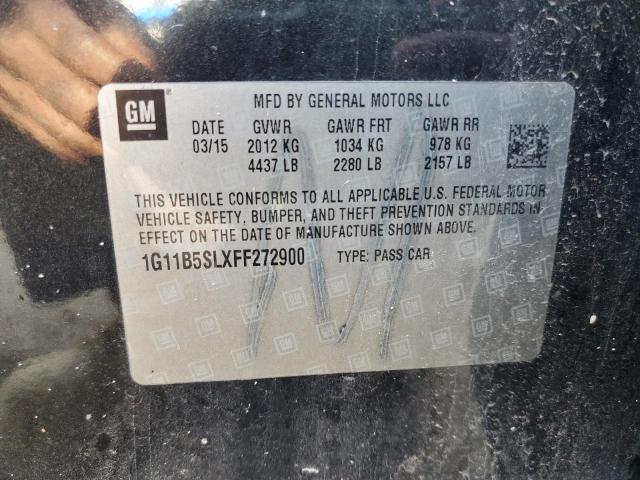 GM
MFD BY GENERAL MOTORS LLC
DATE GVWR GAWR FRT GAWR RR
03/15 2012 KG 1034 KG 978 KG
4437 LB 2280 LB 2157 LB
THIS VEHICLE CONFORMS TO ALL APPLICABLE U.S. FEDERAL MOTOR
VEHICLE SAFETY, BUMPER, AND THEFT PREVENTION STANDARDS IN
EFFECT ON THE DATE OF MANUFACTURE SHOWN ABOVE.
1G11B5SLXFF272900 TYPE: PASS CAR